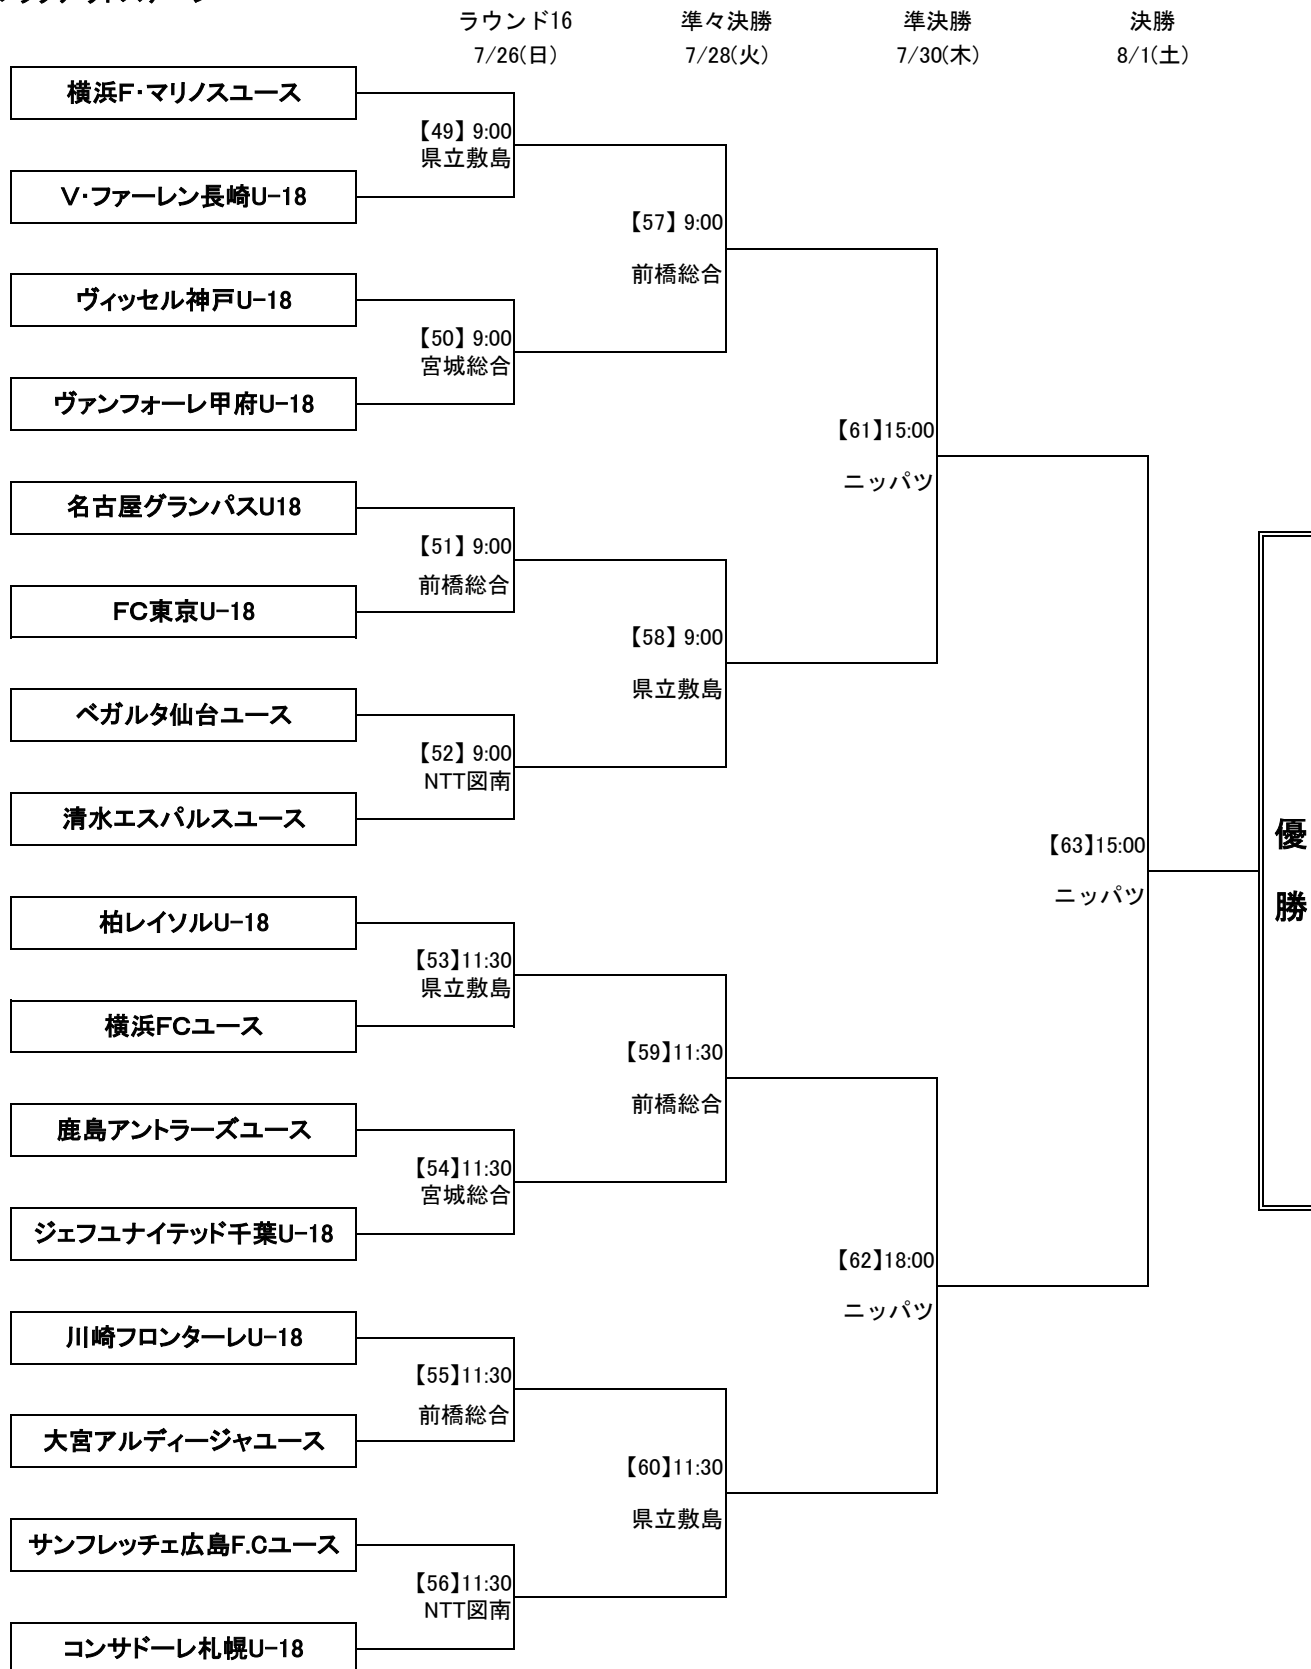 ラウンド16 準々決勝 準決勝 決勝
7/26(日) 7/28(火) 7/30(木) 8/1(土)
横浜F・マリノスユース
【49】 9:00
県立敷島
V・ファーレン長崎U-18
【57】 9:00
前橋総合
ヴィッセル神戸U-18
【50】 9:00
宮城総合
ヴァンフォーレ甲府U-18
【61】15:00
ニッパツ
名古屋グランパスU18
【51】 9:00
前橋総合
FC東京U-18
【58】 9:00
県立敷島
ベガルタ仙台ユース
【52】 9:00
NTT図南
清水エスパルスユース
【63】15:00
ニッパツ
優
勝
柏レイソルU-18
【53】11:30
県立敷島
横浜FCユース
【59】11:30
前橋総合
鹿島アントラーズユース
【54】11:30
宮城総合
ジェフユナイテッド千葉U-18
【62】18:00
ニッパツ
川崎フロンターレU-18
【55】11:30
前橋総合
大宮アルディージャユース
【60】11:30
県立敷島
サンフレッチェ広島F.Cユース
【56】11:30
NTT図南
コンサドーレ札幌U-18